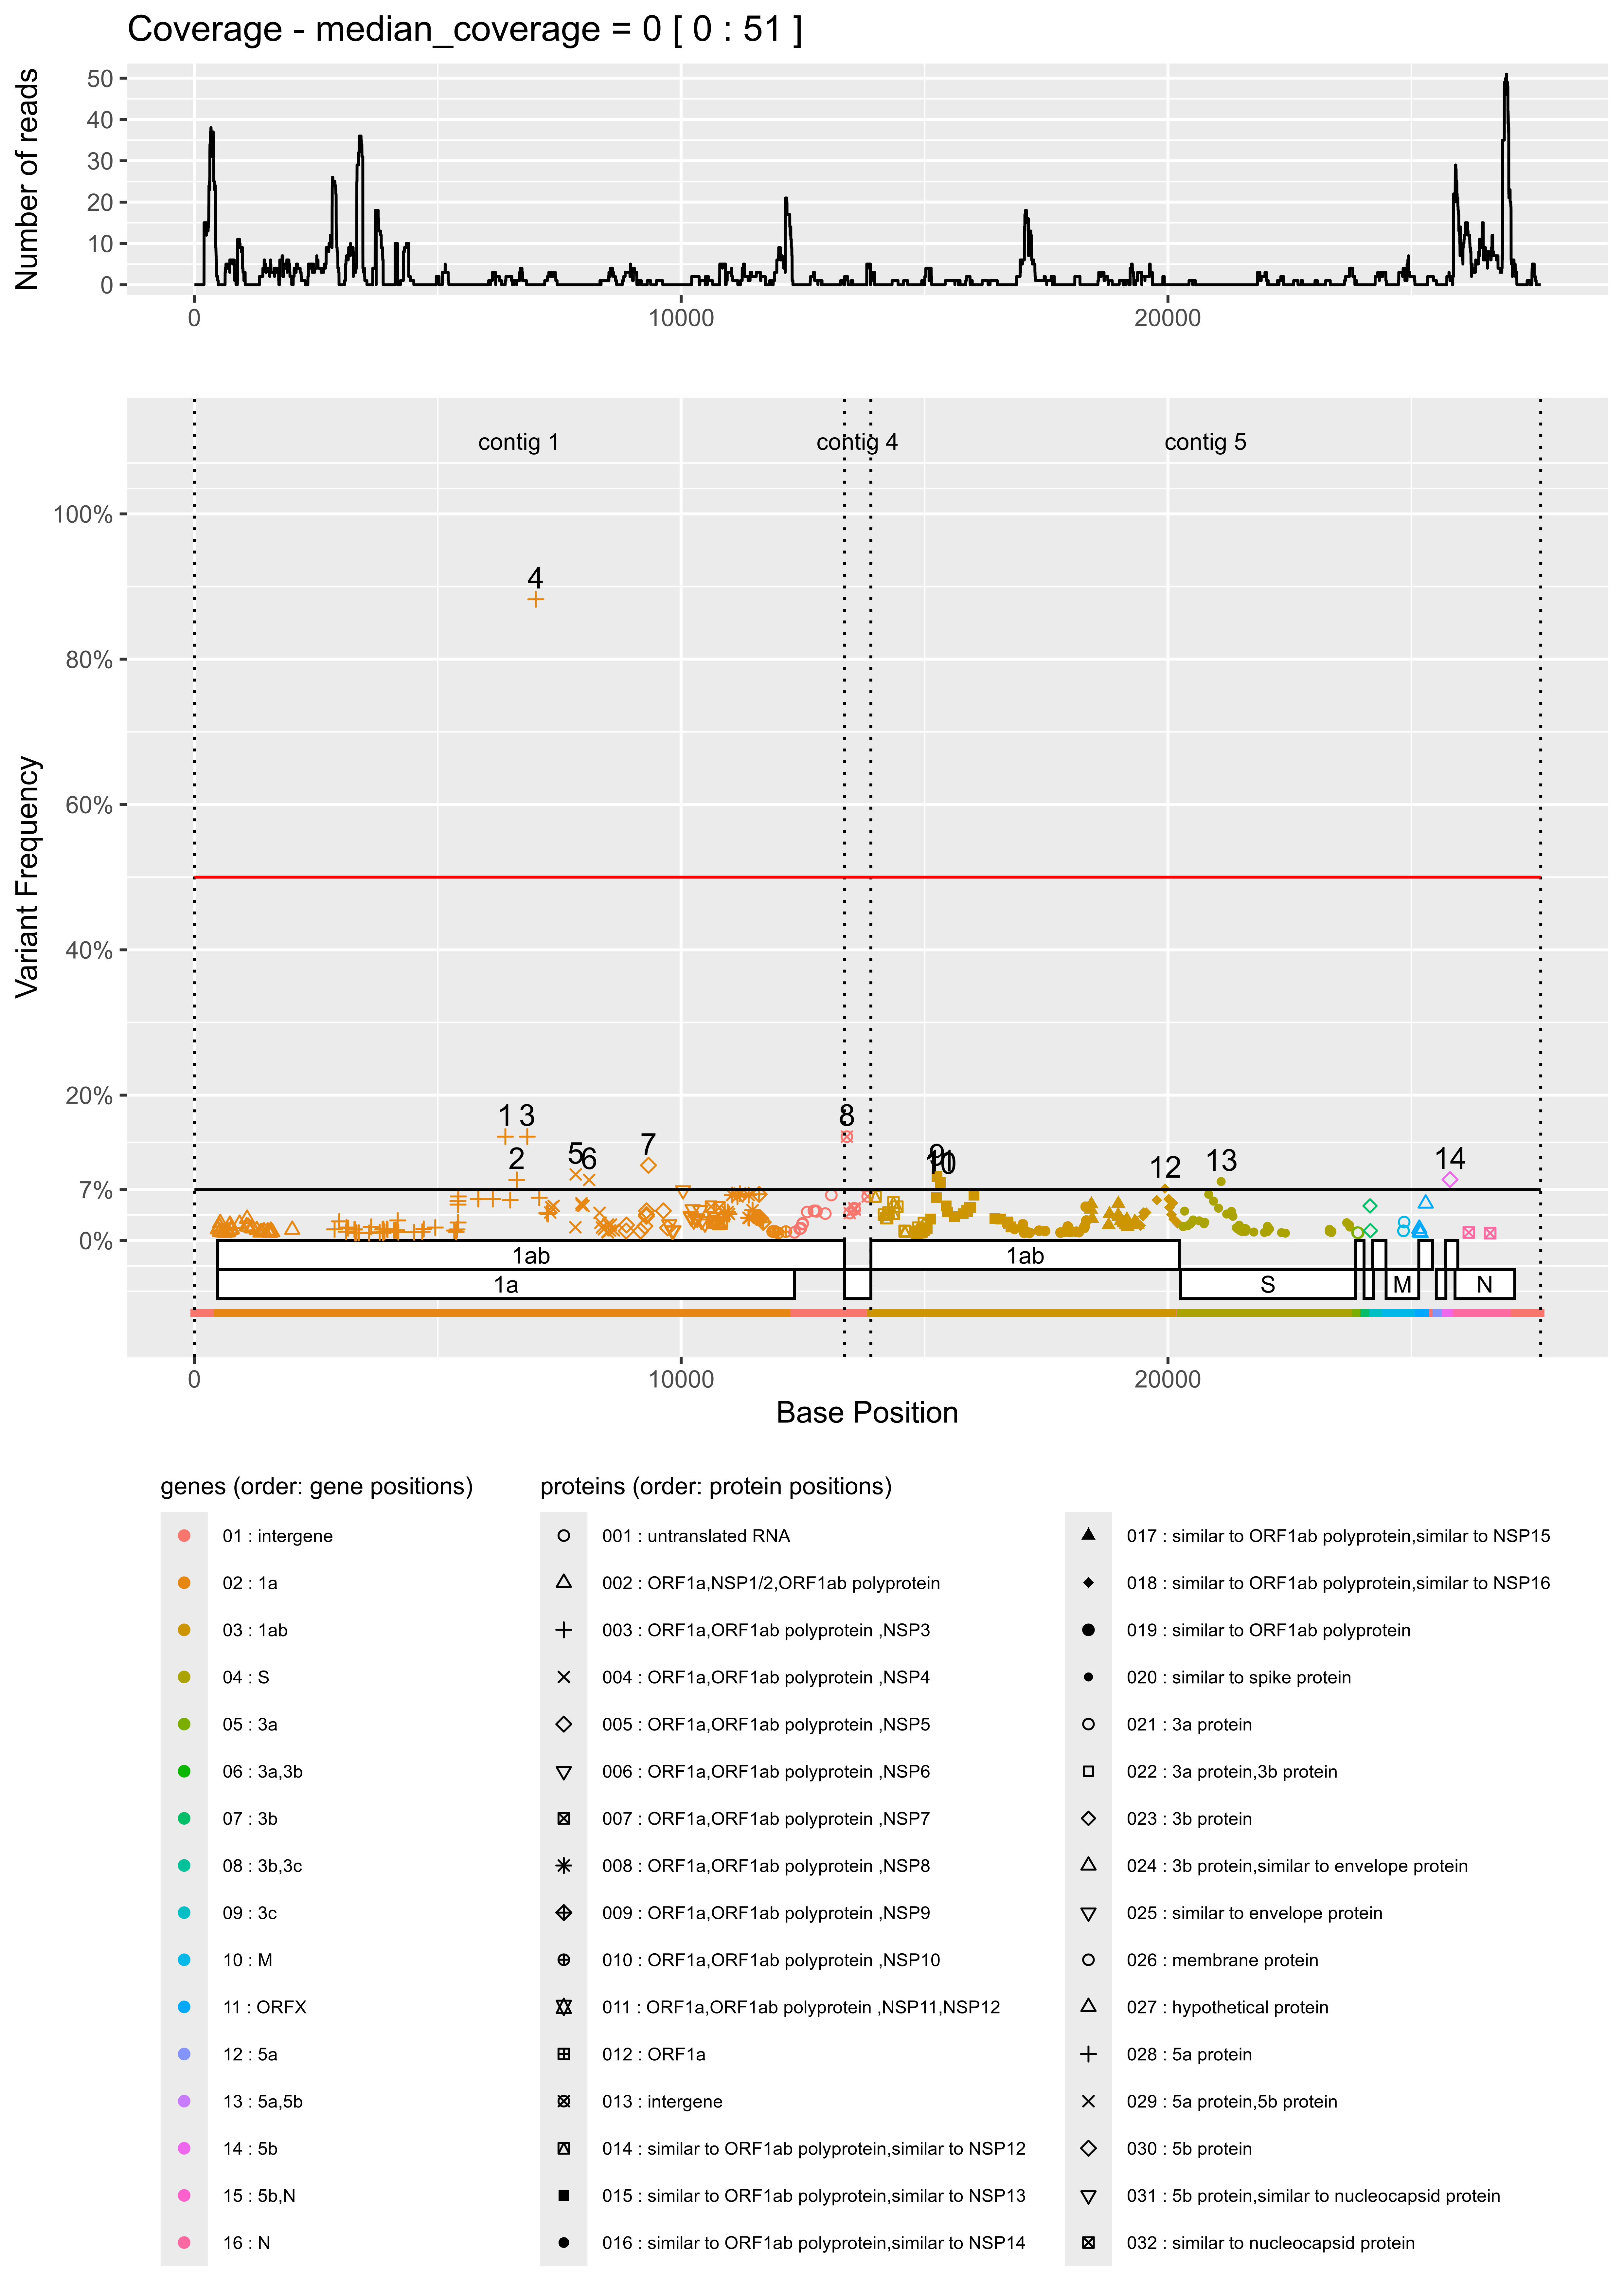 Coverage - median_coverage = 0 [ 0 : 51 ]
Number of reads
50
40
30
20
10
0
0 10000 20000
contig 1 contig 4 contig 5
Variant Frequency
100%
80%
60%
40%
20%
7%
0%
4
1 3 8
2 5 6 7 9 10 11 12 13 14
1ab 1ab
1a S M N
0 10000 20000
Base Position
genes (order: gene positions)
01 : intergene
02 : 1a
03 : 1ab
04 : S
05 : 3a
06 : 3a,3b
07 : 3b
08 : 3b,3c
09 : 3c
10 : M
11 : ORFX
12 : 5a
13 : 5a,5b
14 : 5b
15 : 5b,N
16 : N
proteins (order: protein positions)
001 : untranslated RNA
002 : ORF1a,NSP1/2,ORF1ab polyprotein
003 : ORF1a,ORF1ab polyprotein ,NSP3
004 : ORF1a,ORF1ab polyprotein ,NSP4
005 : ORF1a,ORF1ab polyprotein ,NSP5
006 : ORF1a,ORF1ab polyprotein ,NSP6
007 : ORF1a,ORF1ab polyprotein ,NSP7
008 : ORF1a,ORF1ab polyprotein ,NSP8
009 : ORF1a,ORF1ab polyprotein ,NSP9
010 : ORF1a,ORF1ab polyprotein ,NSP10
011 : ORF1a,ORF1ab polyprotein ,NSP11,NSP12
012 : ORF1a
013 : intergene
014 : similar to ORF1ab polyprotein,similar to NSP12
015 : similar to ORF1ab polyprotein,similar to NSP13
016 : similar to ORF1ab polyprotein,similar to NSP14
017 : similar to ORF1ab polyprotein,similar to NSP15
018 : similar to ORF1ab polyprotein,similar to NSP16
019 : similar to ORF1ab polyprotein
020 : similar to spike protein
021 : 3a protein
022 : 3a protein,3b protein
023 : 3b protein
024 : 3b protein,similar to envelope protein
025 : similar to envelope protein
026 : membrane protein
027 : hypothetical protein
028 : 5a protein
029 : 5a protein,5b protein
030 : 5b protein
031 : 5b protein,similar to nucleocapsid protein
032 : similar to nucleocapsid protein